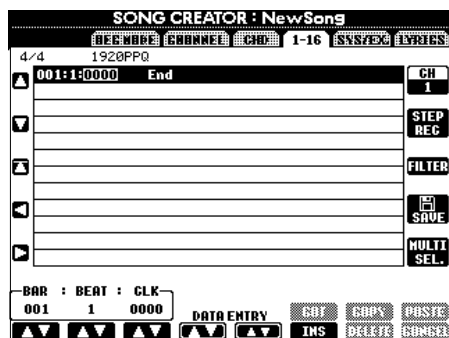 SONG CREATOR : NewSong
REC MODE CHANNEL CHD 1-16 SYS/EX. LYRICS
4/4 1920PPQ
001:1:0000 End
CH
1
STEP
REC
FILTER
SAVE
MULTI
SEL.
BAR : BEAT : CLK
001 1 0000
DATA ENTRY
CUT COPY PASTE
INS DELETE CANCEL